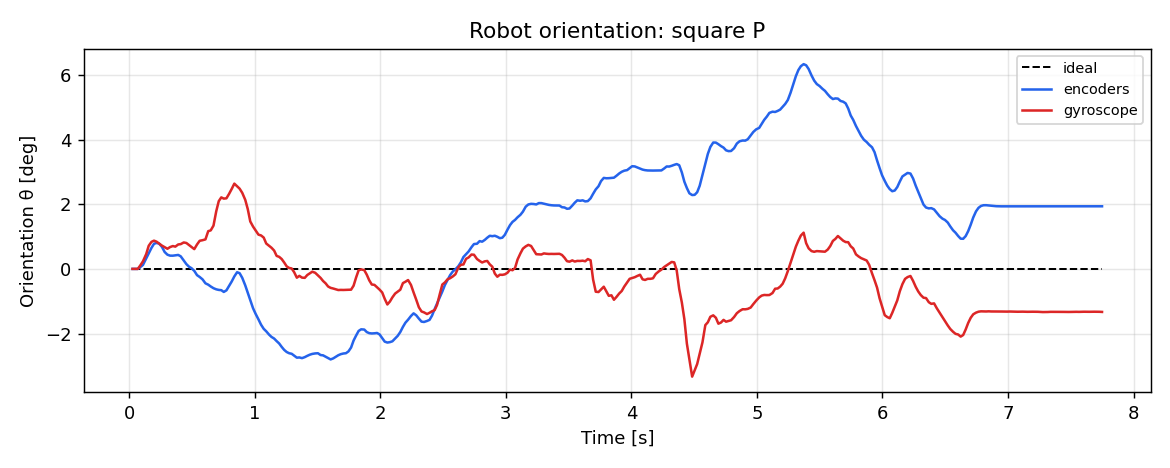 Robot orientation: square P
ideal
encoders
gyroscope
6
4
2
0
−2
Orientation θ [deg]
0 1 2 3 4 5 6 7 8
Time [s]